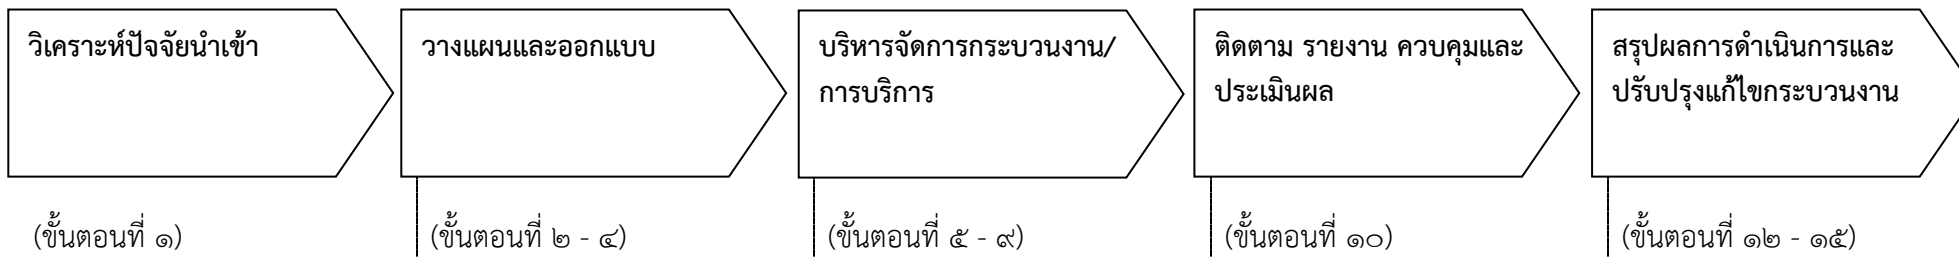 วิเคราะห์ปัจจัยนำเข้า
วางแผนและออกแบบ
บริหารจัดการกระบวนงาน/
การบริการ
ติดตาม รายงาน ควบคุมและ
ประเมินผล
สรุปผลการดำเนินการและ
ปรับปรุงแก้ไขกระบวนงาน
(ขั้นตอนที่ ๑)
(ขั้นตอนที่ ๒ - ๔)
(ขั้นตอนที่ ๕ - ๙)
(ขั้นตอนที่ ๑๐)
(ขั้นตอนที่ ๑๒ - ๑๕)